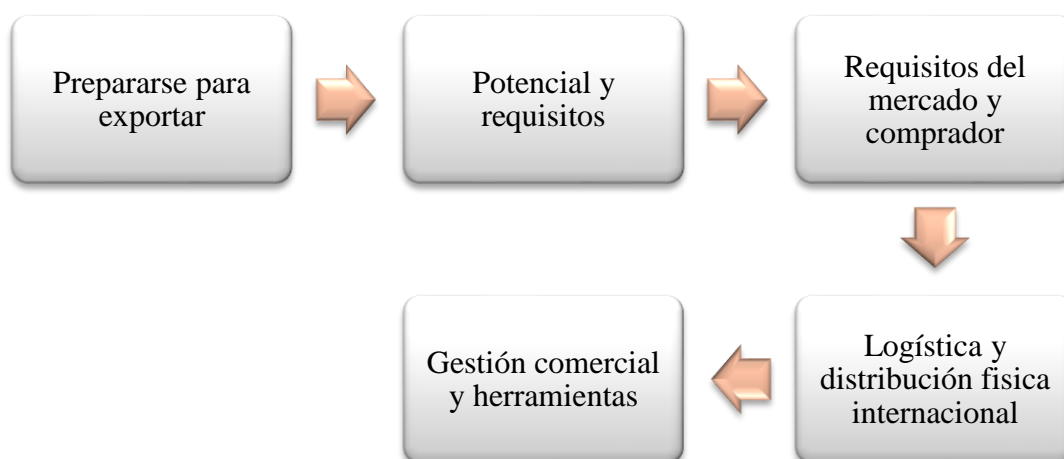 Prepararse para
exportar
Potencial y
requisitos
Requisitos del
mercado y
comprador
Logística y
distribución fisica
internacional
Gestión comercial
y herramientas